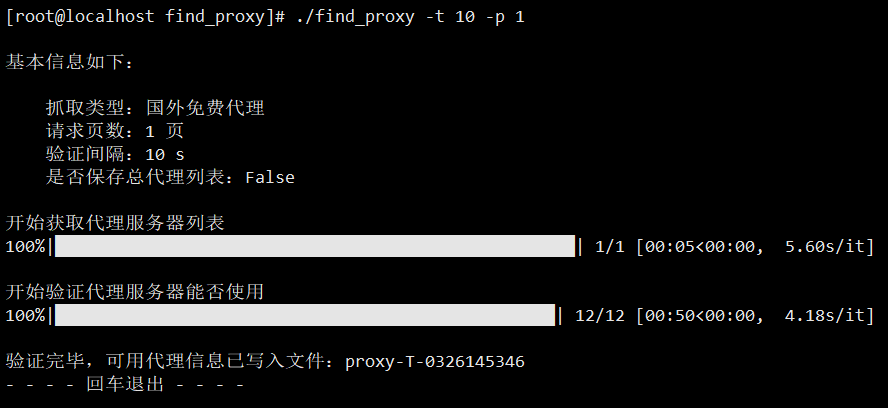 [root@localhost find_proxy]# ./find_proxy -t 10 -p 1
基本信息如下:
抓取类型: 国外免费代理
请求页数: 1 页
验证间隔: 10 s
是否保存总代理列表: False
开始获取代理服务器列表
100%| | 1/1 [00:05<00:00, 5.60s/it]
开始验证代理服务器能否使用
100%| | 12/12 [00:50<00:00, 4.18s/it]
验证完毕, 可用代理信息已写入文件: proxy-T-0326145346
- - - - 回车退出 - - - -